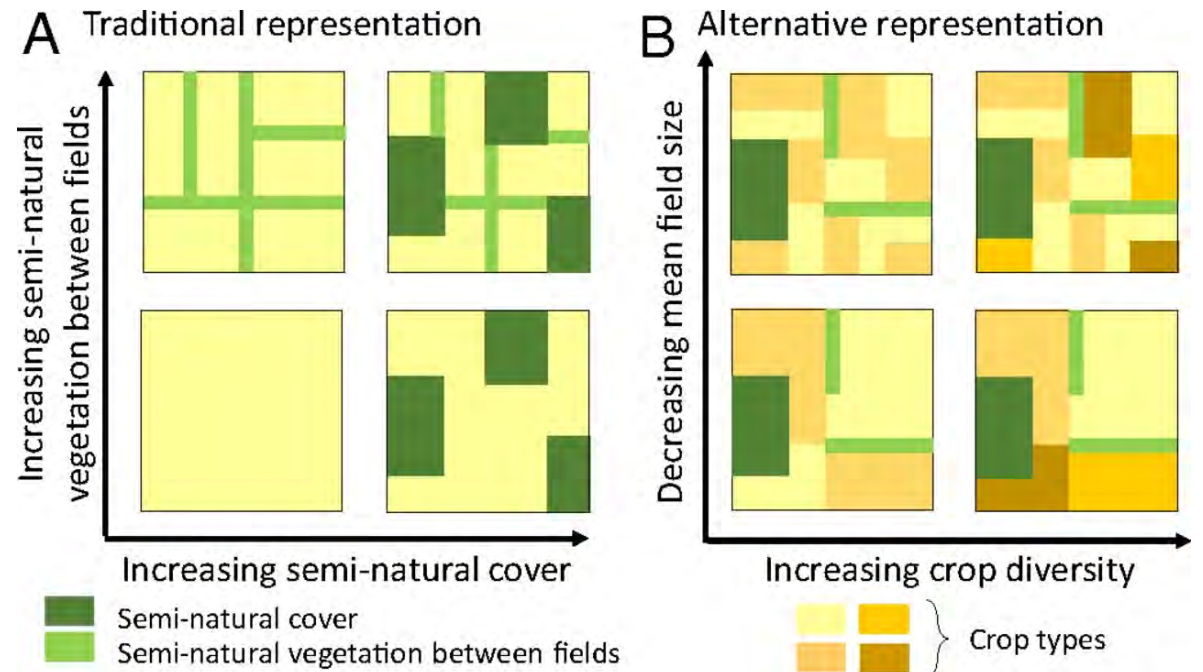 A Traditional representation
Increasing semi-natural
vegetation between fields
Increasing semi-natural cover
Semi-natural cover
Semi-natural vegetation between fields
B Alternative representation
Decreasing mean field size
Increasing crop diversity
Crop types